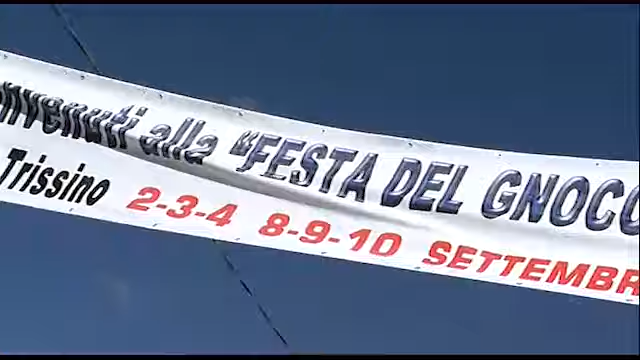 nvenuti alla "FESTA DEL GNOCC
Trissino 2-3-4 8-9-10 SETTEMBR